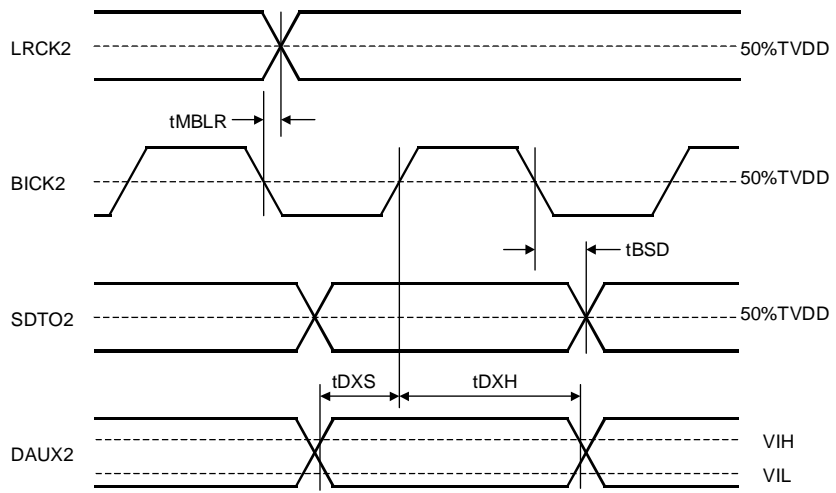 LRCK2
50%TVDD
tMBLR
BICK2
50%TVDD
tBSD
SDTO2
50%TVDD
tDXS
tDXH
DAUX2
VIH
VIL